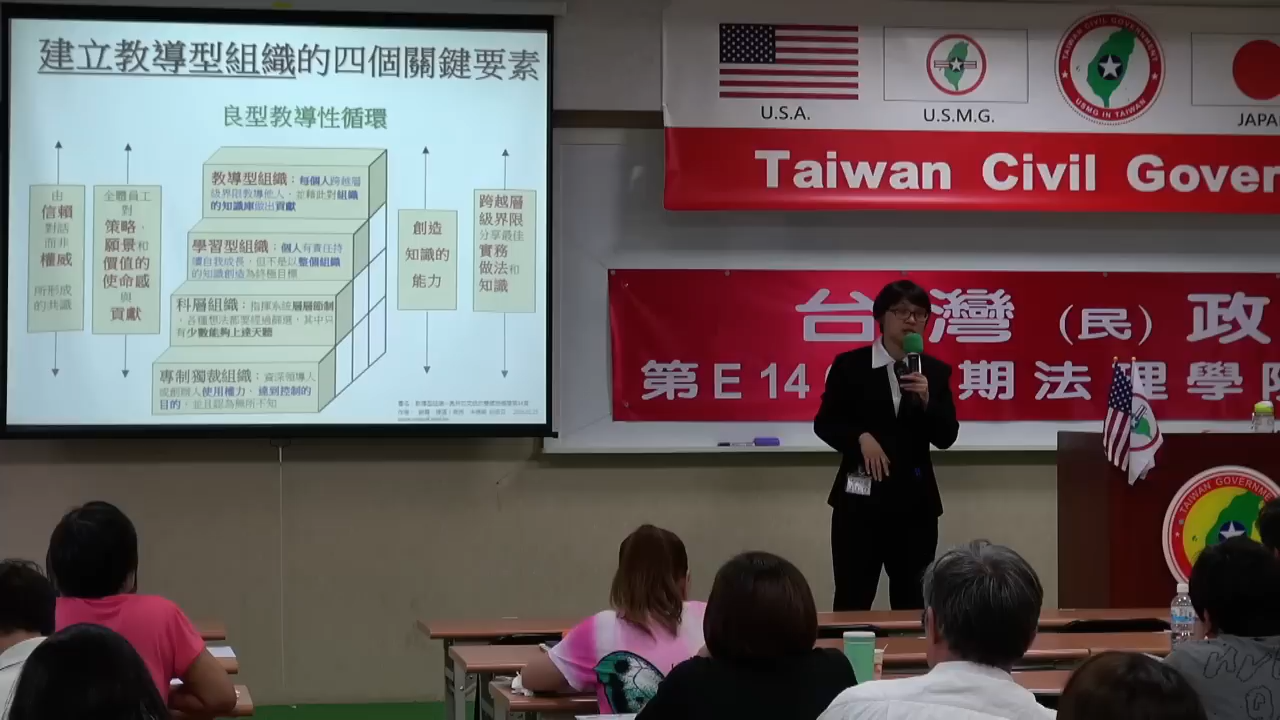 建立教導型組織的四個關鍵要素
良型教導性循環
由
信賴
對話
而非
權威
所形成
的共識
全體員工
對
策略、
願景和
價值的
使命感
與
貢獻
教導型組織：每個人跨越層
級界限教導他人，並藉此對組織
的知識庫做出貢獻
學習型組織：個人有責任持
續自我成長，但不是以整個組織
的知識創造為終極目標
科層組織：指揮系統層層節制
，各種想法都要經過篩選，其中只
有少數能夠上達天聽
專制獨裁組織：資深領導人
或創辦人使用權力，達到控制的
目的，並且認為無所不知
創造
知識的
能力
跨越層
級界限
分享最佳
實務
做法和
知識
U.S.A.
U.S.M.G.
TAIWAN CIVIL GOVERNMENT
USMG IN TAIWAN
JAPA
Taiwan Civil Gover
台灣（民）政
第E14
期法理學院
TAIWAN GOVERNME